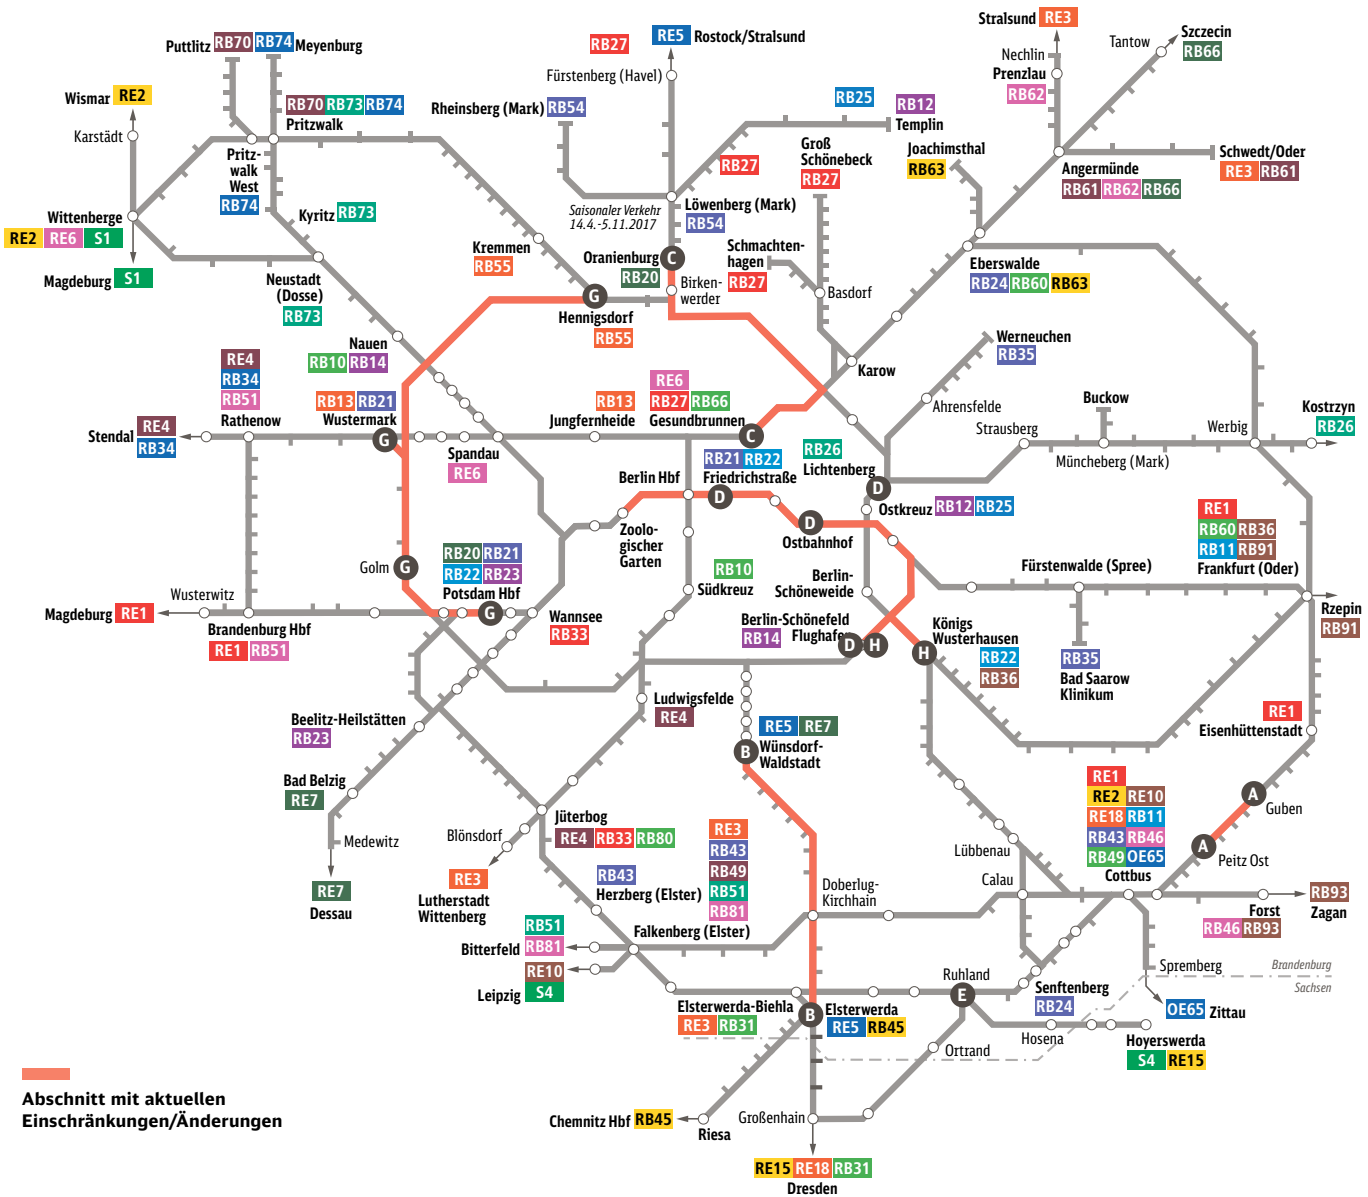 Stralsund RE3
Puttlitz RB70 RB74 Meyenburg
RB27
RE5 Rostock/Stralsund
Tantow
Szczecin
RB66
Nechlin
Prenzlau
RB62
Fürstenberg (Havel)
Wismar RE2
Karstädt
RB70 RB73 RB74
Pritzwalk
Rheinsberg (Mark) RB54
RB25
RB12
Templin
Pritz-
walk
West
RB74
RB27
Groß
Schönebeck
RB27
Joachimsthal
RB63
Angermünde
RB61 RB62 RB66
Schwedt/Oder
RE3 RB61
Wittenberge
RE2 RE6 S1
Magdeburg S1
Kyritz RB73
Saisonaler Verkehr
14.4.-5.11.2017
Löwenberg (Mark)
RB54
Kremmen
RB55
Oranienburg
RB20
C
Birken-
werder
Schmachten-
hagen
RB27
Basdorf
Eberswalde
RB24 RB60 RB63
Neustadt
(Dosse)
RB73
G
Hennigsdorf
RB55
Nauen
RB10 RB14
Karow
Werneuchen
RB35
Ahrensfelde
RE4
RB34
RB51
Rathenow
RB13 RB21
Wustermark
G
RB13
Jungfernheide
RE6
RB27 RB66
Gesundbrunnen
C
Buckow
Strausberg
Müncheberg (Mark)
Werbig
Kostrzyn
RB26
Stendal RE4
RB34
Spandau
RE6
Berlin Hbf
RB21 RB22
Friedrichstraße
D
RB26
Lichtenberg
D
Ostkreuz RB12 RB25
Zoolo-
gischer
Garten
D
Ostbahnhof
RE1
RB60 RB36
RB11 RB91
Frankfurt (Oder)
Golm
G
RB20 RB21
RB22 RB23
Potsdam Hbf
G
RB10
Südkreuz
Berlin-
Schöneweide
Fürstenwalde (Spree)
Wusterwitz
Magdeburg RE1
Brandenburg Hbf
RE1 RB51
Wannsee
RB33
Berlin-Schönefeld
RB14 Flughafen
D
H
H
Königs
Wusterhausen
RB22
RB36
RB35
Bad Saarow
Klinikum
Rzepin
RB91
Ludwigsfelde
RE4
Beelitz-Heilstätten
RB23
RE5 RE7
B
Wünsdorf-
Waldstadt
RE1
Eisenhüttenstadt
Bad Belzig
RE7
Medewitz
RE7
Dessau
Blönsdorf
Jüterbog
RE4 RB33 RB80
RE3
Lutherstadt
Wittenberg
RB43
Herzberg (Elster)
RE3
RB43
RB49
RB51
RB81
Falkenberg (Elster)
Doberlug-
Kirchhain
Lübbenau
Calau
RE1
RE2 RE10
RE18 RB11
RB43 RB46
RB49 OE65
Cottbus
A
Guben
A
Peitz Ost
RB93
Zagan
Forst
RB46 RB93
RB51
Bitterfeld RB81
RE10
Leipzig S4
Spremberg
Brandenburg
Sachsen
Elsterwerda-Biehla
RE3 RB31
B
Elsterwerda
RE5 RB45
Ruhland
E
Senftenberg
RB24
OE65 Zittau
Hosena
Hoyerswerda
S4 RE15
Ortrand
Abschnitt mit aktuellen
Einschränkungen/Änderungen
Chemnitz Hbf RB45
Riesa
Großenhain
RE15 RE18 RB31
Dresden